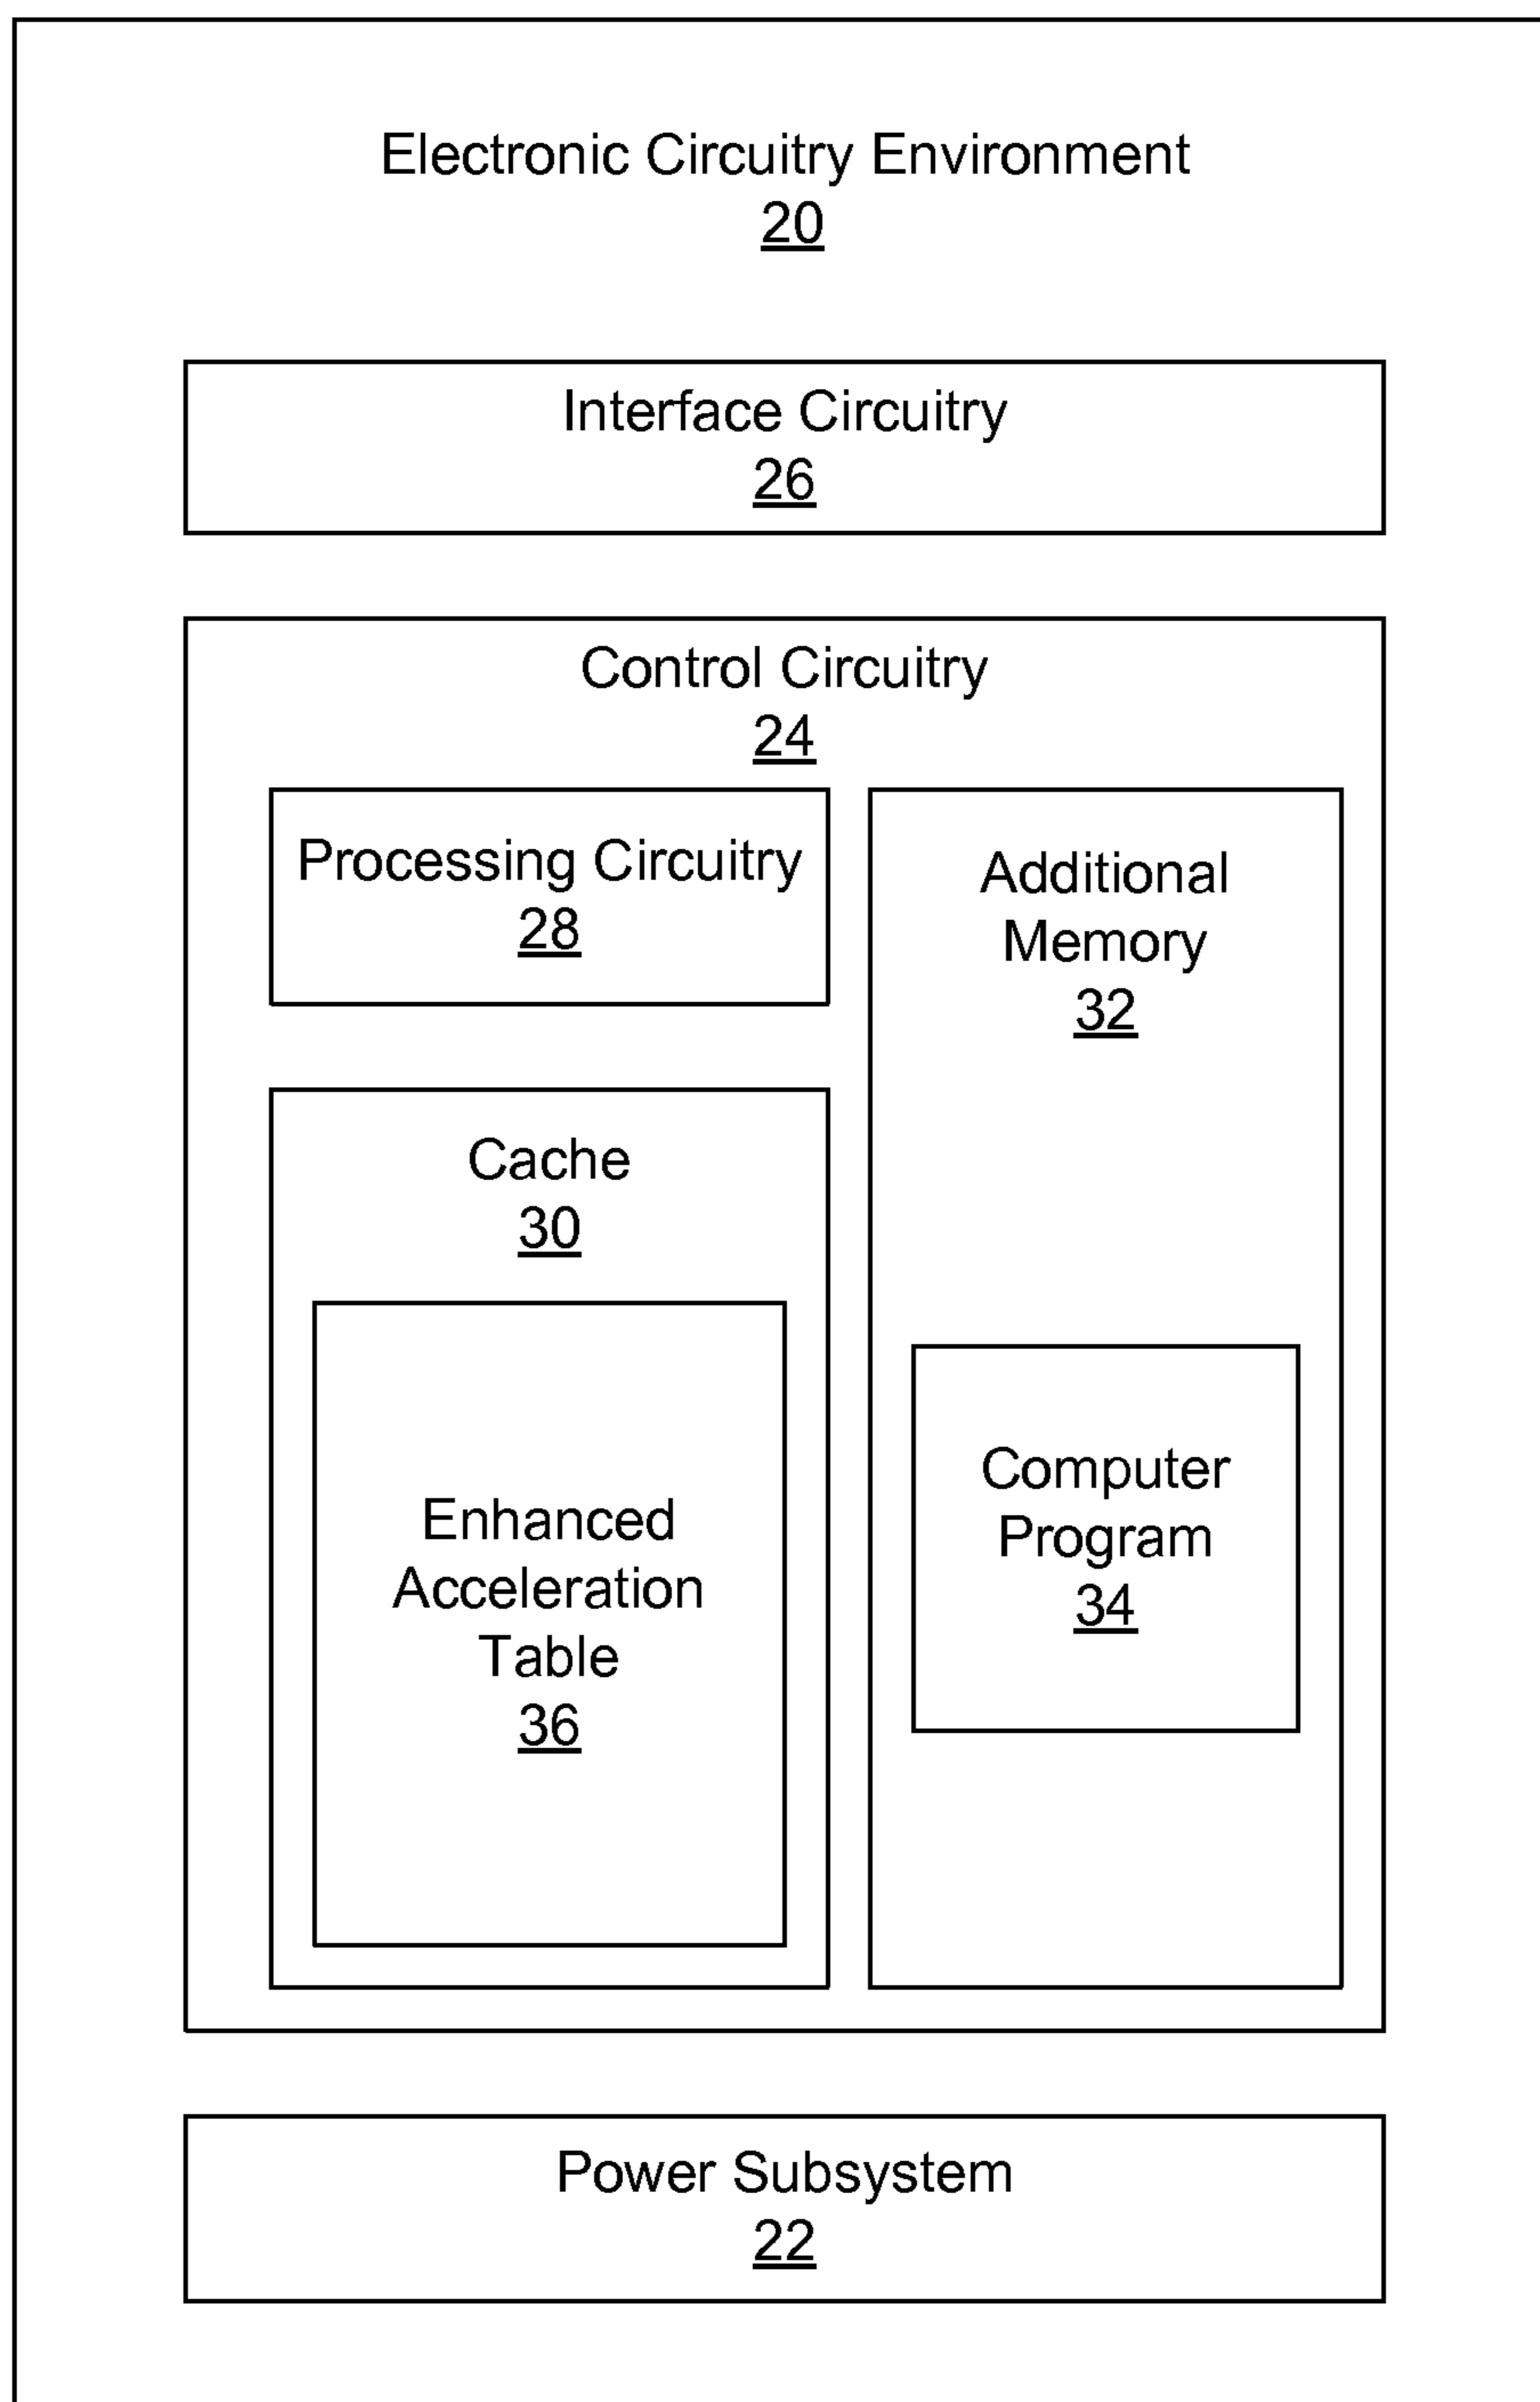 Electronic Circuitry Environment
20
Interface Circuitry
26
Control Circuitry
24
Processing Circuitry
28
Additional
Memory
32
Cache
30
Enhanced
Acceleration
Table
36
Computer
Program
34
Power Subsystem
22